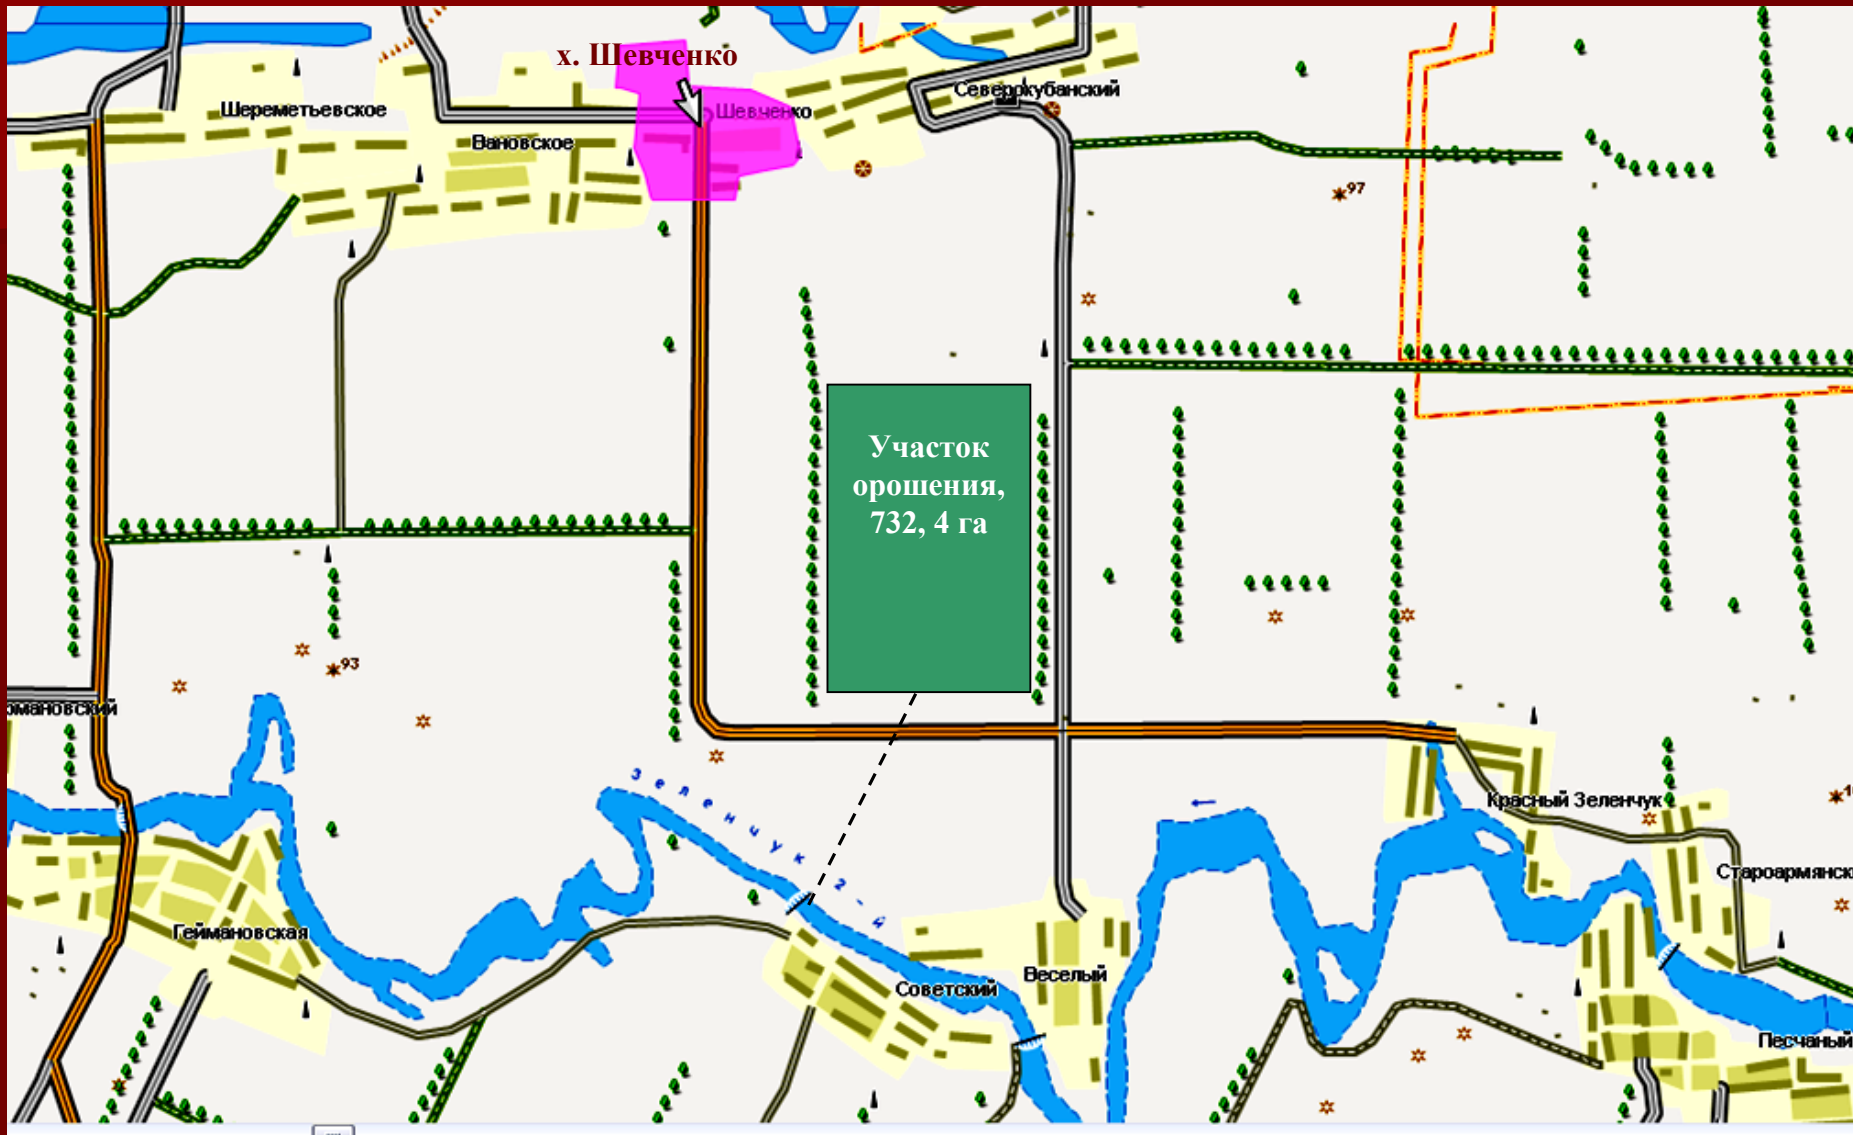 х. Шевченко
Шевченко
Северокубанский
Шереметьевское
Вановское
97
Участок
орошения,
732, 4 га
93
рмановский
Зеленчук 2-й
Красный Зеленчук
Староармянск
Геймановская
Советский
Веселый
Песчаный